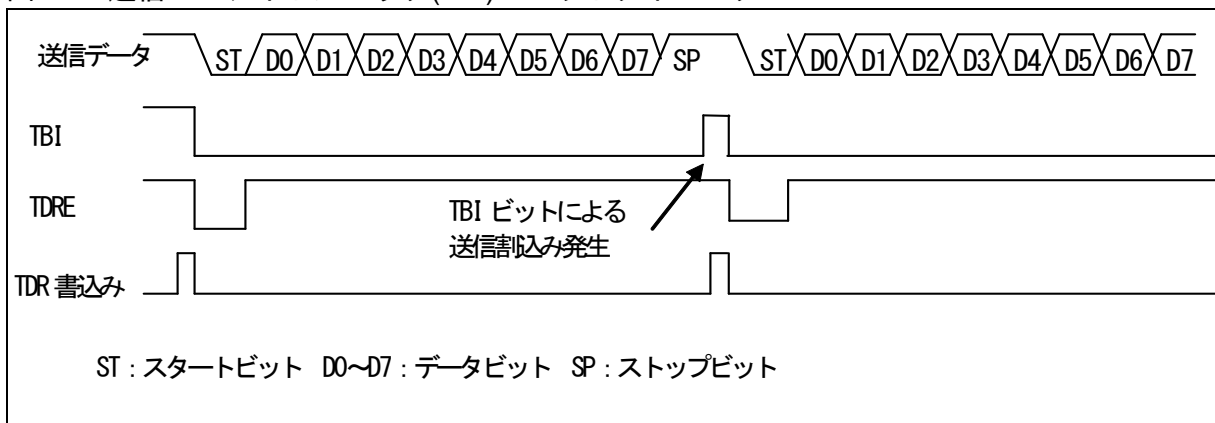 送信データ ST D0 D1 D2 D3 D4 D5 D6 D7 SP ST D0 D1 D2 D3 D4 D5 D6 D7
TBI
TDRE
TBI ビットによる
送信割込み発生
TDR 書込み
ST：スタートビット D0～D7：データビット SP：ストップビット